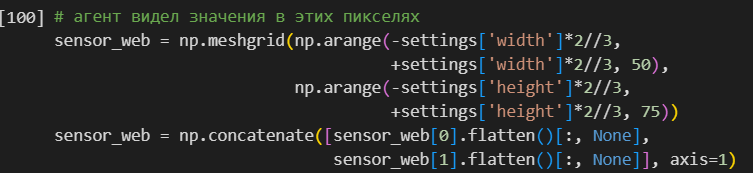 [100] # агент видел значения в этих пикселях
sensor_web = np.meshgrid(np.arange(-settings['width']*2//3,
+settings['width']*2//3, 50),
np.arange(-settings['height']*2//3,
+settings['height']*2//3, 75))
sensor_web = np.concatenate([sensor_web[0].flatten()[:, None],
sensor_web[1].flatten()[:, None]], axis=1)